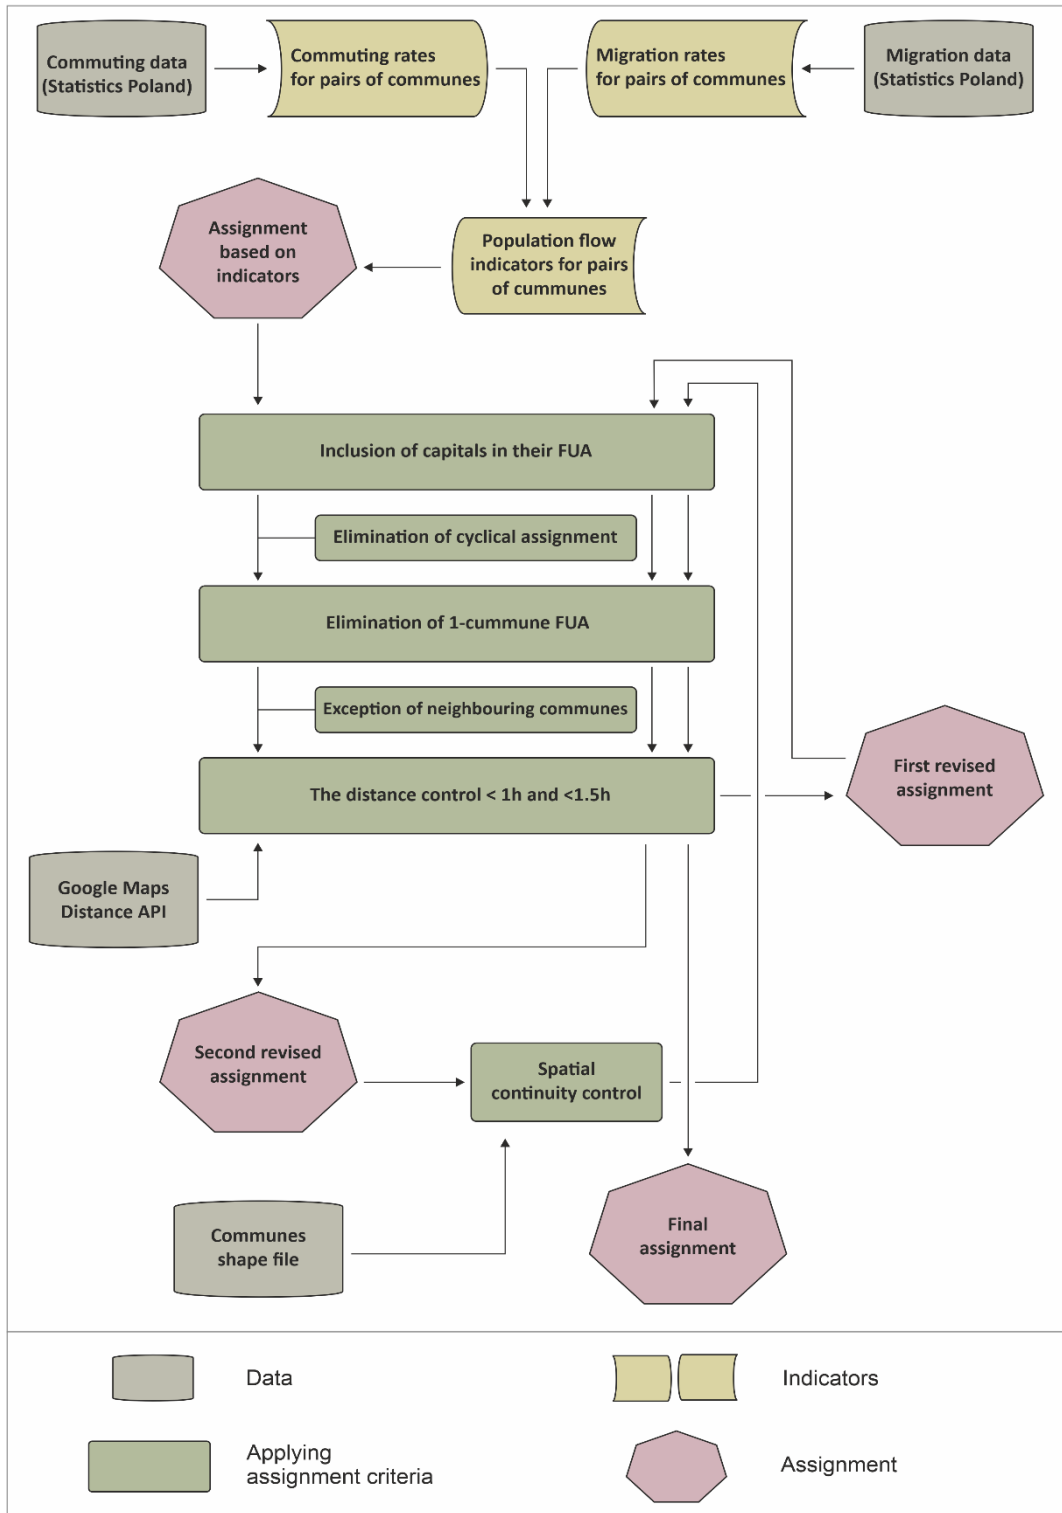 Commuting data
(Statistics Poland)
Commuting rates
for pairs of communes
Migration rates
for pairs of communes
Migration data
(Statistics Poland)
Assignment
based on
indicators
Population flow
indicators for pairs
of cummunes
Inclusion of capitals in their FUA
Elimination of cyclical assignment
Elimination of 1-cummune FUA
Exception of neighbouring communes
The distance control < 1h and <1.5h
First revised
assignment
Google Maps
Distance API
Second revised
assignment
Spatial
continuity control
Communes
shape file
Final
assignment
Data
Indicators
Applying
assignment criteria
Assignment